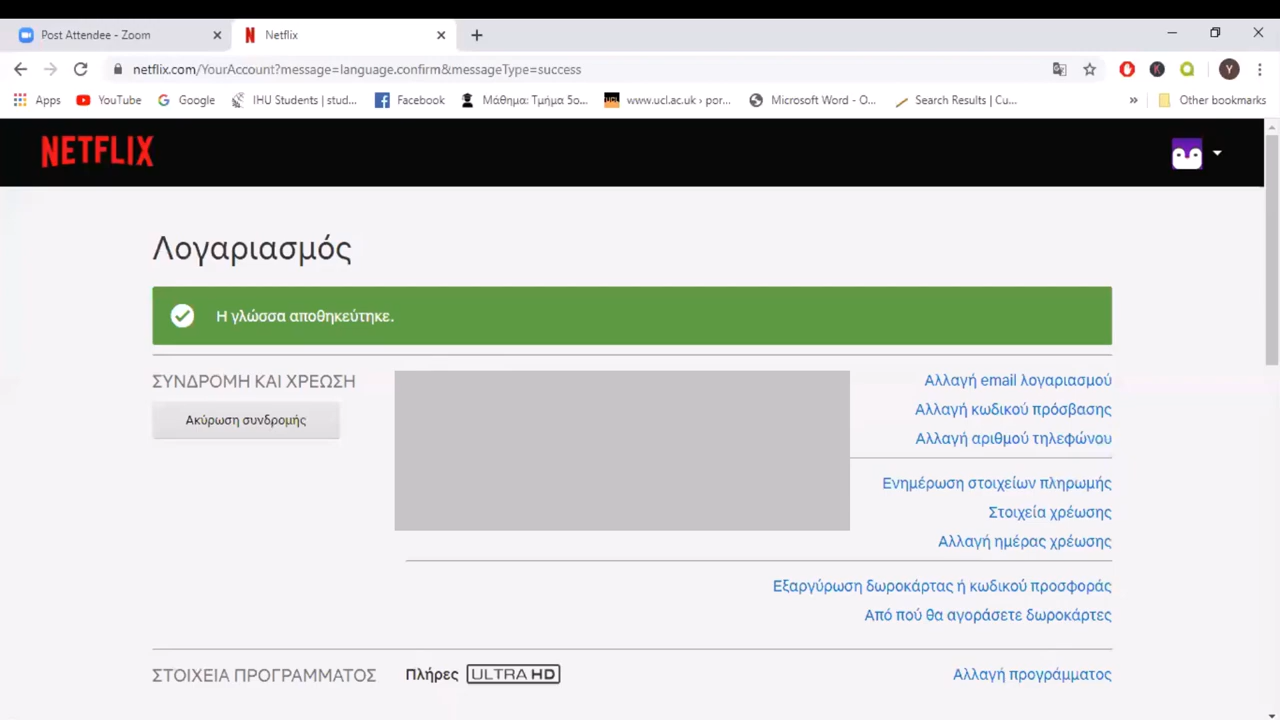 Post Attendee - Zoom
Netflix
netflix.com/YourAccount?message=language.confirm&messageType=success
Y
Apps
YouTube
Google
IHU Students | stud...
Facebook
Μάθημα: Τμήμα 5ο...
www.ucl.ac.uk › por...
Microsoft Word - O...
Search Results | Cu...
»
Other bookmarks
NETFLIX
Λογαριασμός
Η γλώσσα αποθηκεύτηκε.
ΣΥΝΔΡΟΜΗ ΚΑΙ ΧΡΕΩΣΗ
Ακύρωση συνδρομής
Αλλαγή email λογαριασμού
Αλλαγή κωδικού πρόσβασης
Αλλαγή αριθμού τηλεφώνου
Ενημέρωση στοιχείων πληρωμής
Στοιχεία χρέωσης
Αλλαγή ημέρας χρέωσης
Εξαργύρωση δωροκάρτας ή κωδικού προσφοράς
Από πού θα αγοράσετε δωροκάρτες
ΣΤΟΙΧΕΙΑ ΠΡΟΓΡΑΜΜΑΤΟΣ
Πλήρες ULTRA HD
Αλλαγή προγράμματος